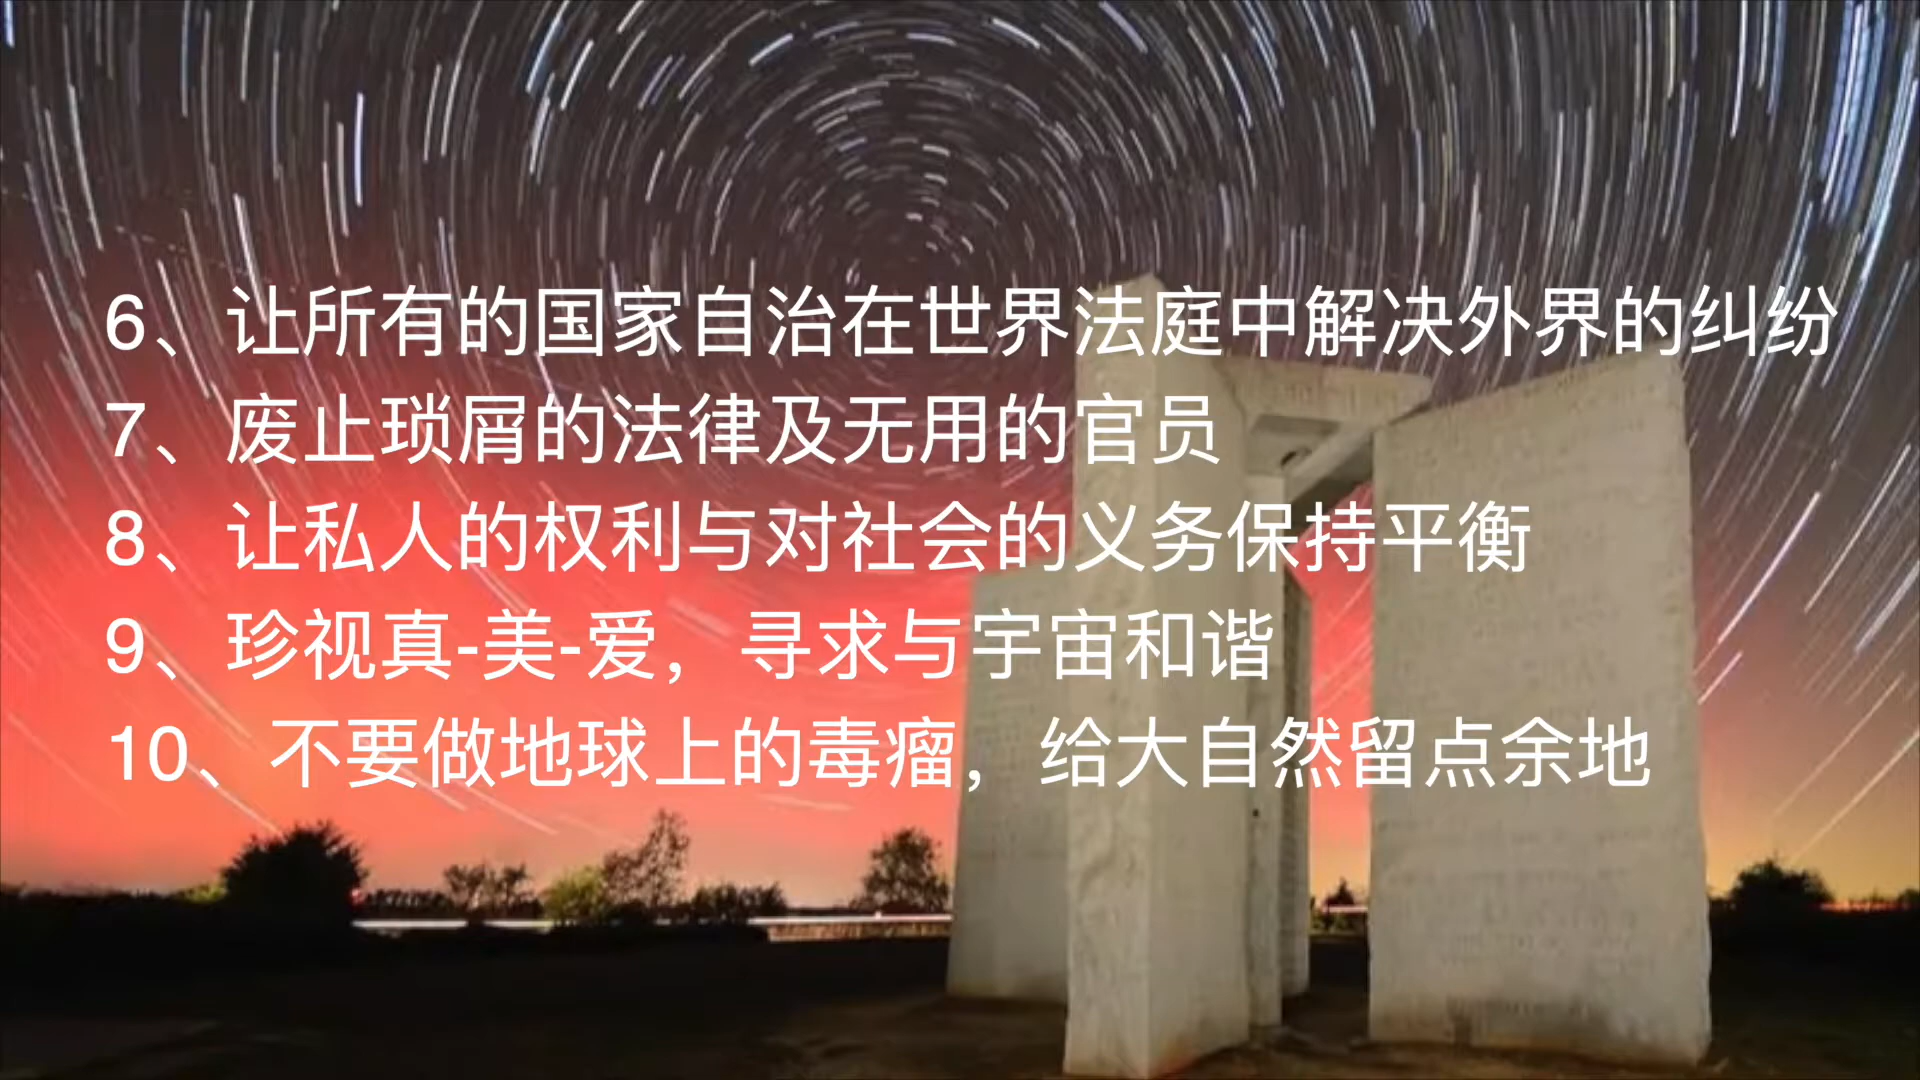 6、让所有的国家自治在世界法庭中解决外界的纠纷
7、废止琐屑的法律及无用的官员
8、让私人的权利与对社会的义务保持平衡
9、珍视真-美-爱，寻求与宇宙和谐
10、不要做地球上的毒瘤，给大自然留点余地